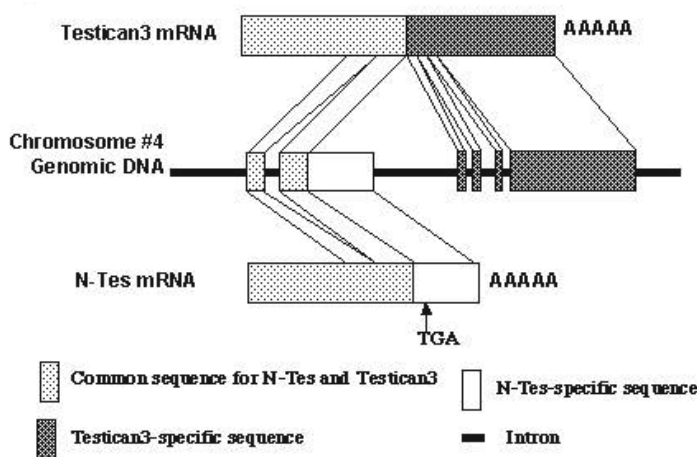 Testican3 mRNA
AAAAA
Chromosome #4
Genomic DNA
N-Tes mRNA
AAAAA
TGA
Common sequence for N-Tes and Testican3
N-Tes-specific sequence
Testican3-specific sequence
Intron